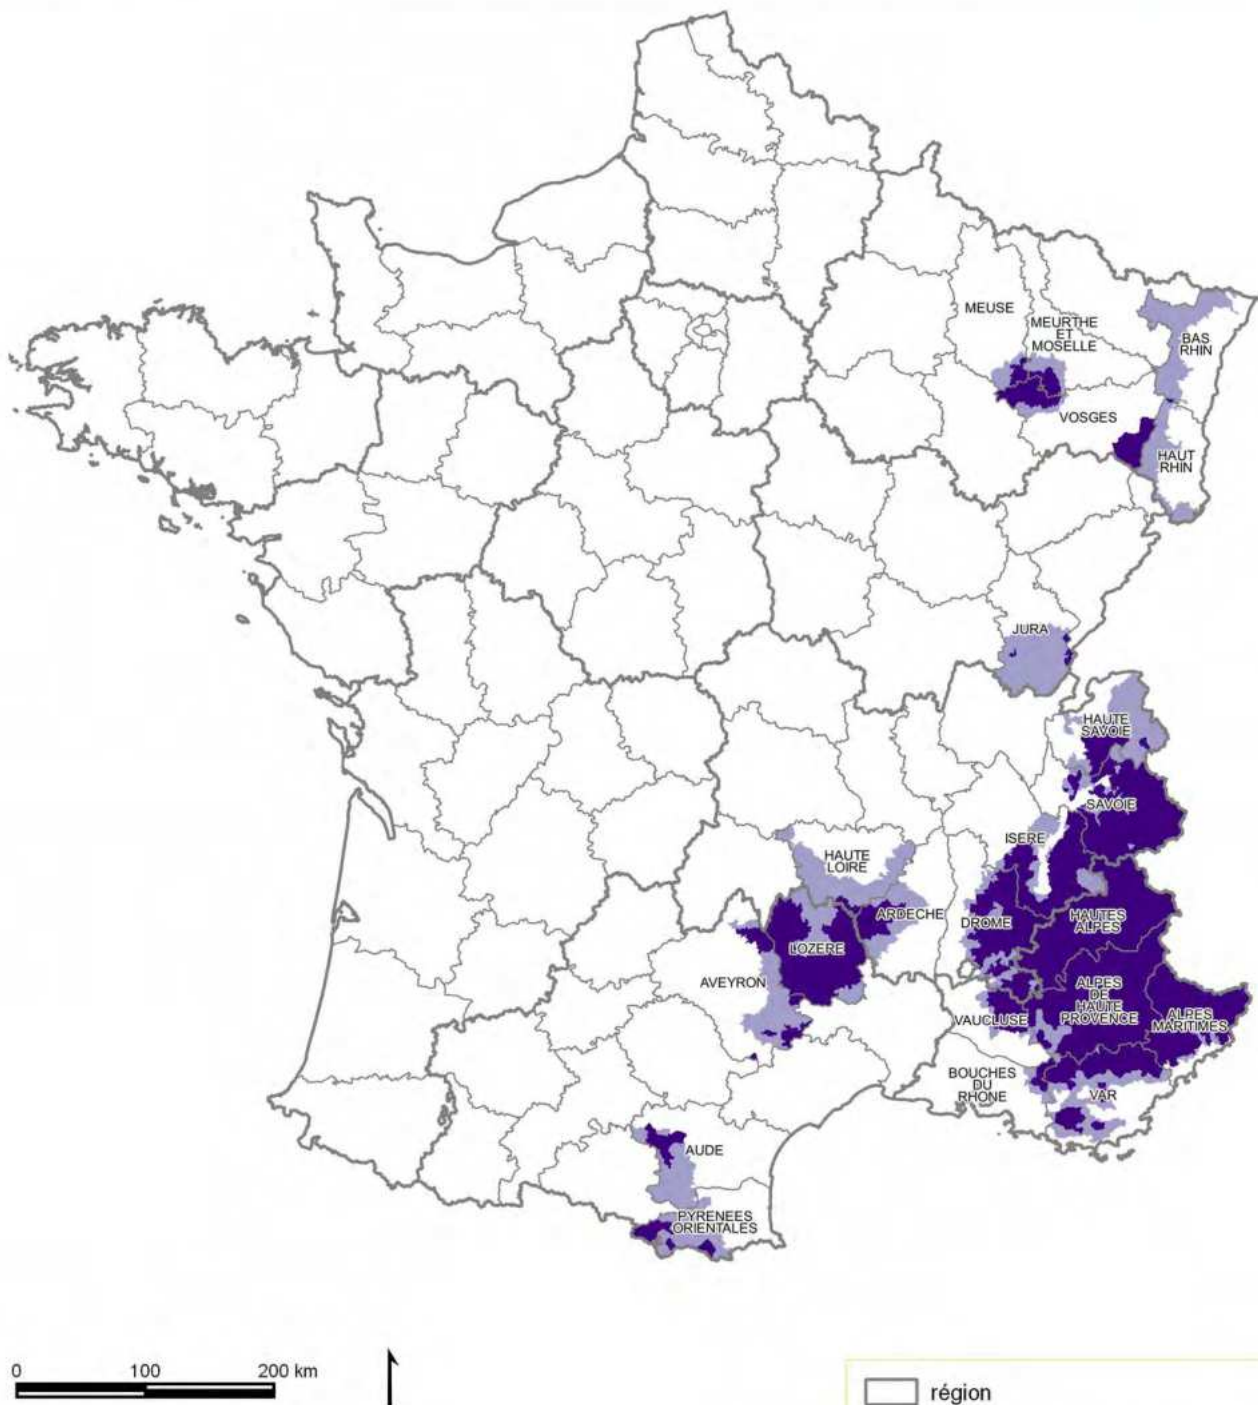 MEUSE
MEURTHE
ET
MOSELLE
BAS
RHIN
VOSGES
HAUT
RHIN
JURA
HAUTE
SAVOIE
SAVOIE
ISERE
HAUTE
LOIRE
ARDECHE
DROME
HAUTES
ALPES
LOZERE
AVEYRON
ALPES
DE
HAUTE
PROVENCE
ALPES
MARITIMES
VAUCLUSE
BOUCHES
DU
RHONE
VAR
AUDE
PYRENEES
ORIENTALES
0 100 200 km
région